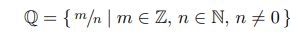 ℚ = { m/n | m ∈ ℤ, n ∈ ℕ, n ≠ 0 }